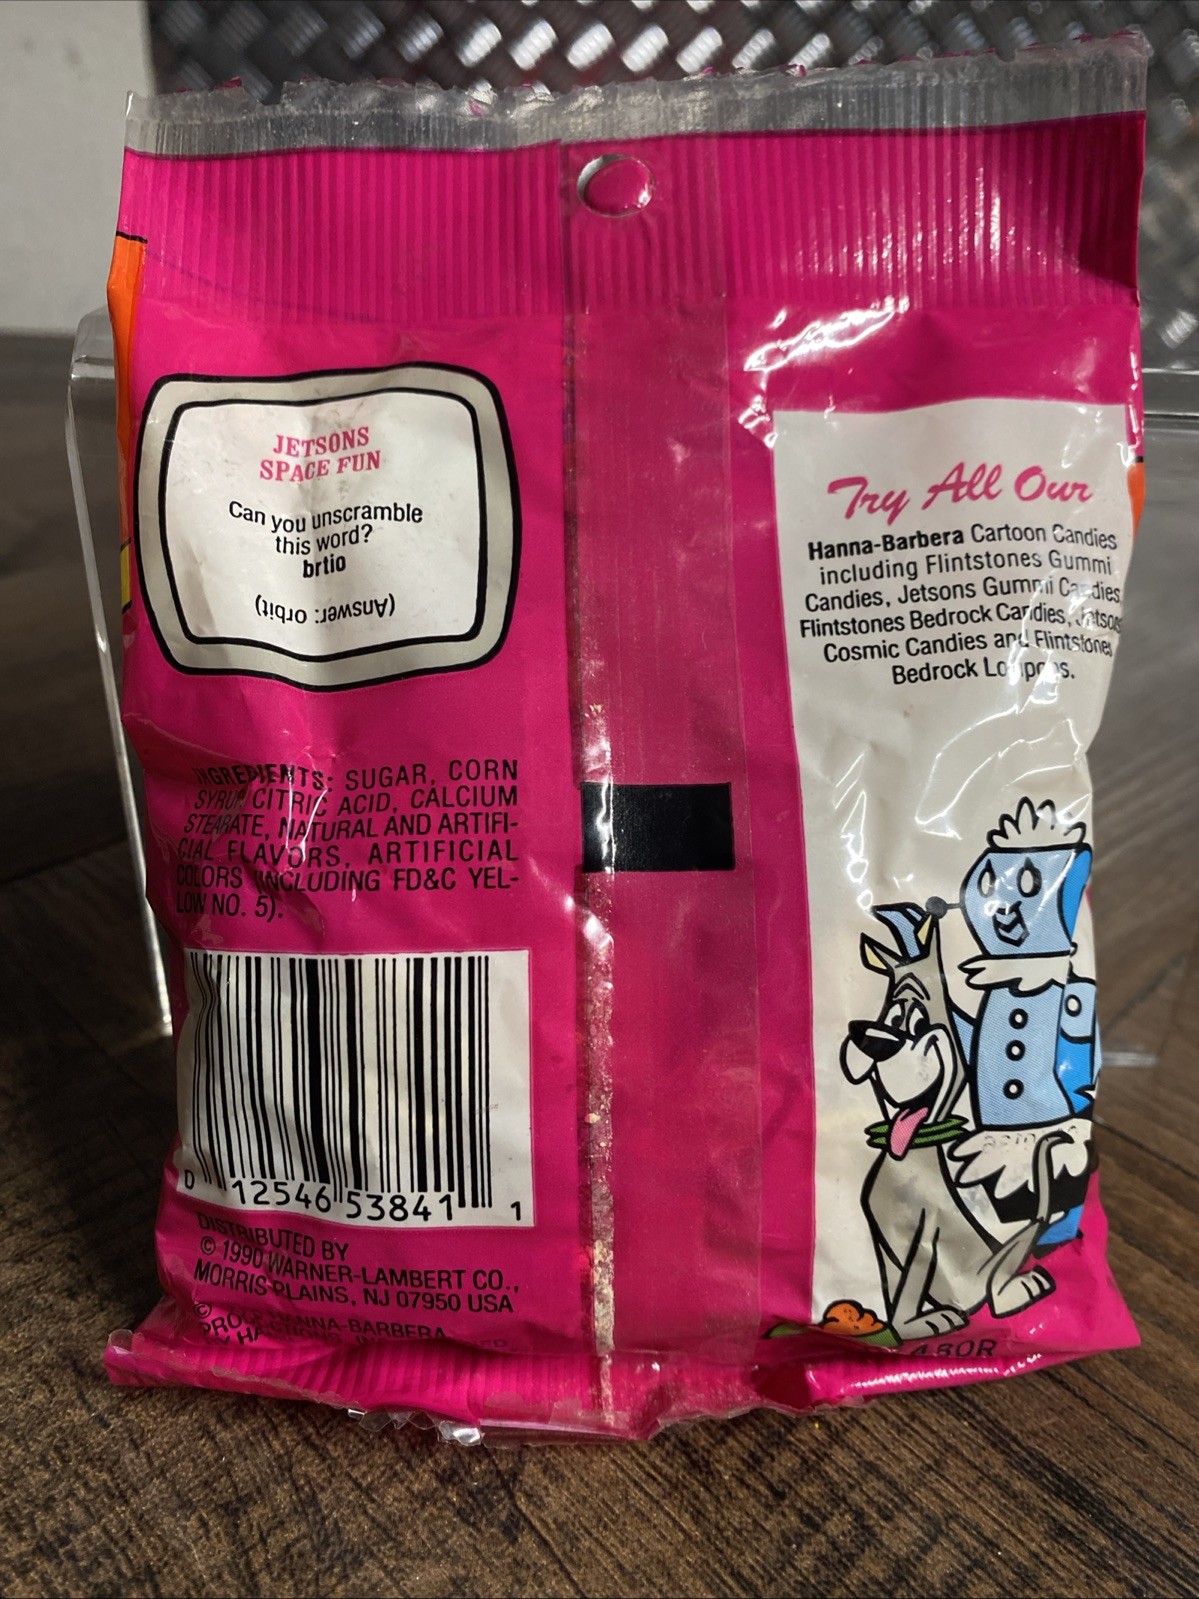 JETSONS
SPACE FUN
Can you unscramble
this word?
brtio
(Answer: orbit)
INGREDIENTS: SUGAR, CORN
SYRUP, CITRIC ACID, CALCIUM
STEARATE, NATURAL AND ARTIFI-
CIAL FLAVORS, ARTIFICIAL
COLORS (INCLUDING FD&C YEL-
LOW NO. 5).
0 12546 53841 1
DISTRIBUTED BY
© 1990 WARNER-LAMBERT CO.,
MORRIS PLAINS, NJ 07950 USA
© HANNA-BARBERA
Try All Our
Hanna-Barbera Cartoon Candies
including Flintstones Gummi
Candies, Jetsons Gummi Candies,
Flintstones Bedrock Candies, Jetsons
Cosmic Candies and Flintstones
Bedrock Lollipops.